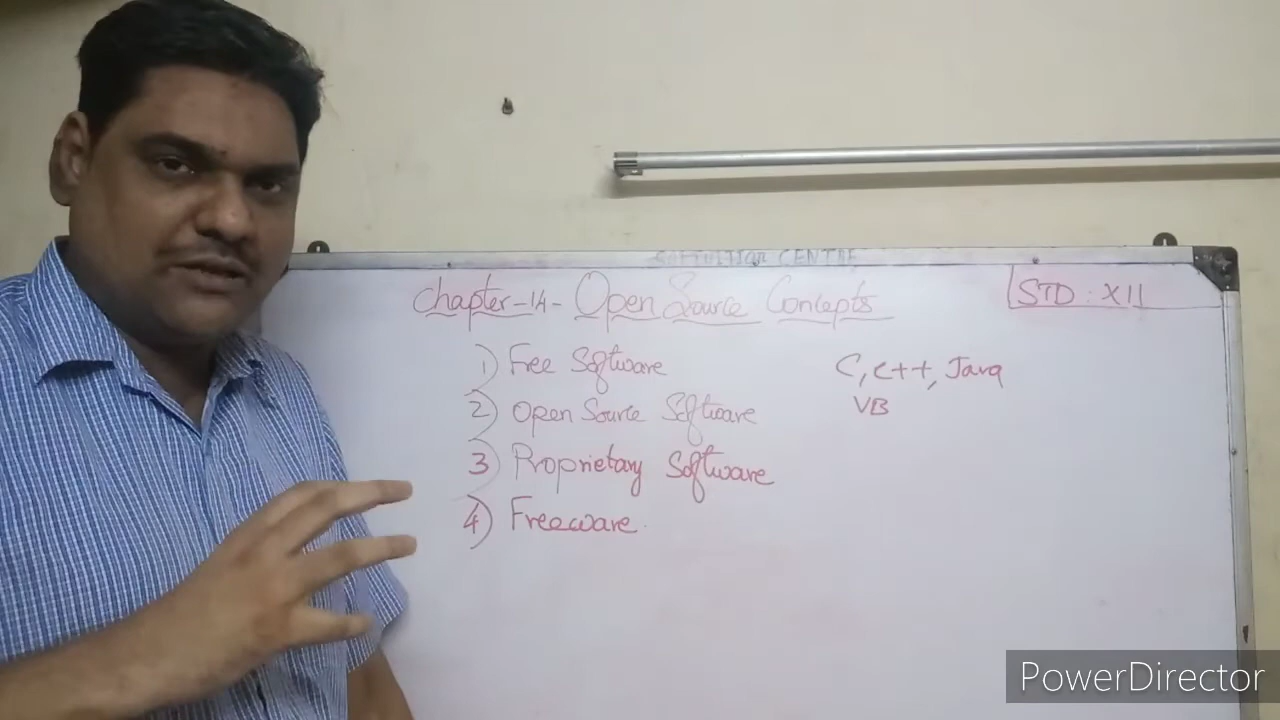 Chapter-14- Open Source Concepts
STD: XII
1) Free Software
2) Open Source Software
3) Proprietary Software
4) Freeware.
C, C++, Java
VB
PowerDirector